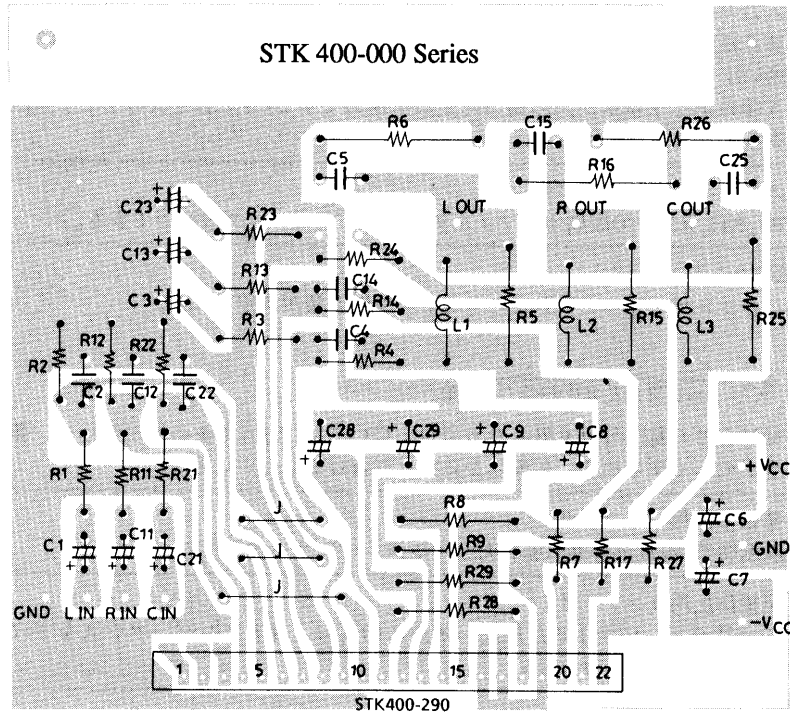 STK 400-000 Series
R6
C15
R26
C5
R16
C25
C23
L OUT
R OUT
C OUT
R23
C13
R24
R13
C14
C3
R14
L1
R5
L2
R15
L3
R25
R3
C4
R2
R12
R22
R4
C2
C12
C22
C28
C29
C9
C8
R1
R11
R21
+VCC
J
R8
C6
C1
C11
C21
J
R9
R7
R17
R27
GND
J
R29
C7
GND
L IN
R IN
C IN
R28
-VCC
1
5
10
15
20
22
STK400-290